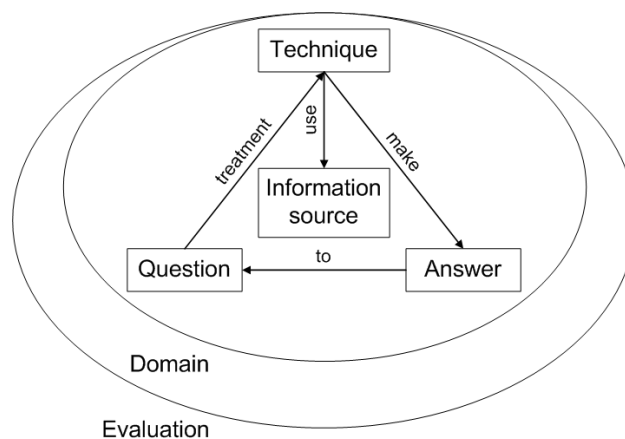 Technique
treatment
use
make
Information
source
Question
to
Answer
Domain
Evaluation